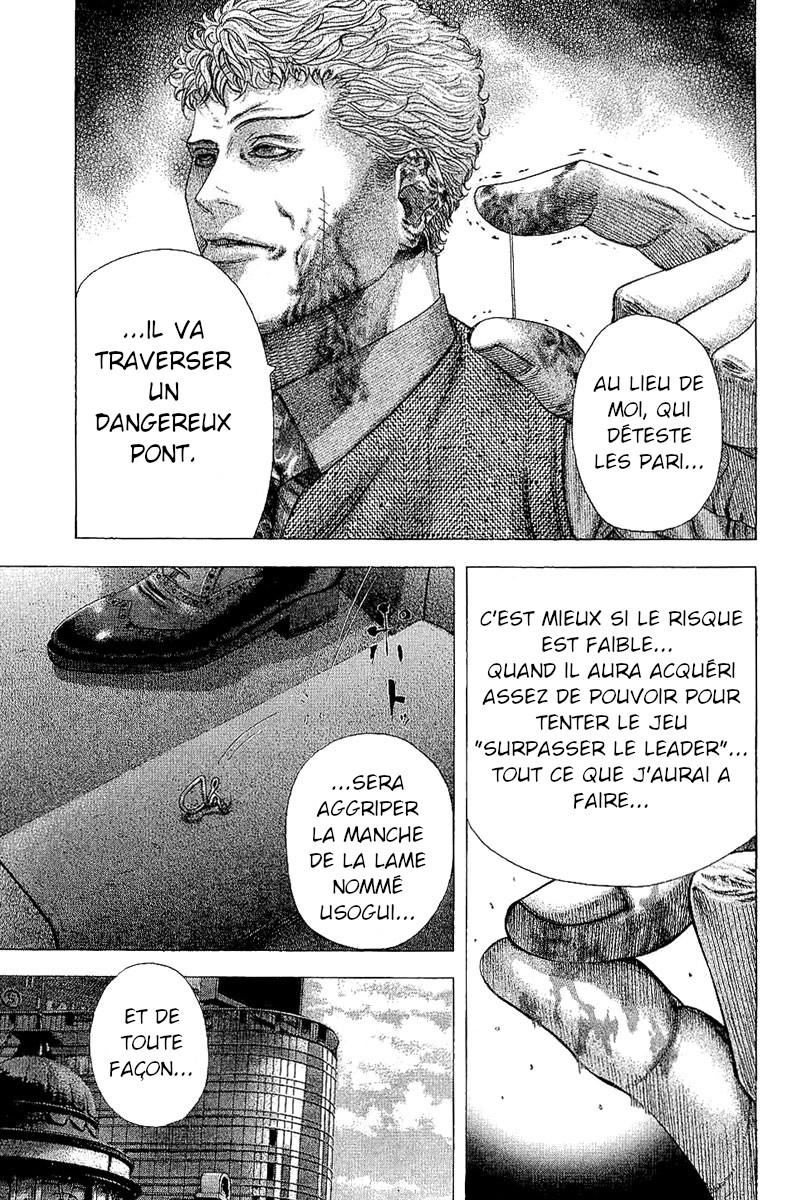 AU LIEU DE
MOI, QUI
DÉTESTE
LES PARI...
...IL VA
TRAVERSER
UN
DANGEREUX
PONT.
C'EST MIEUX SI LE RISQUE
EST FAIBLE...
QUAND IL AURA ACQUÉRI
ASSEZ DE POUVOIR POUR
TENTER LE JEU
"SURPASSER LE LEADER"...
TOUT CE QUE J'AURAI A
FAIRE...
...SERA
AGGRIPER
LA MANCHE
DE LA LAME
NOMMÉ
USOGUI...
ET DE
TOUTE
FAÇON...